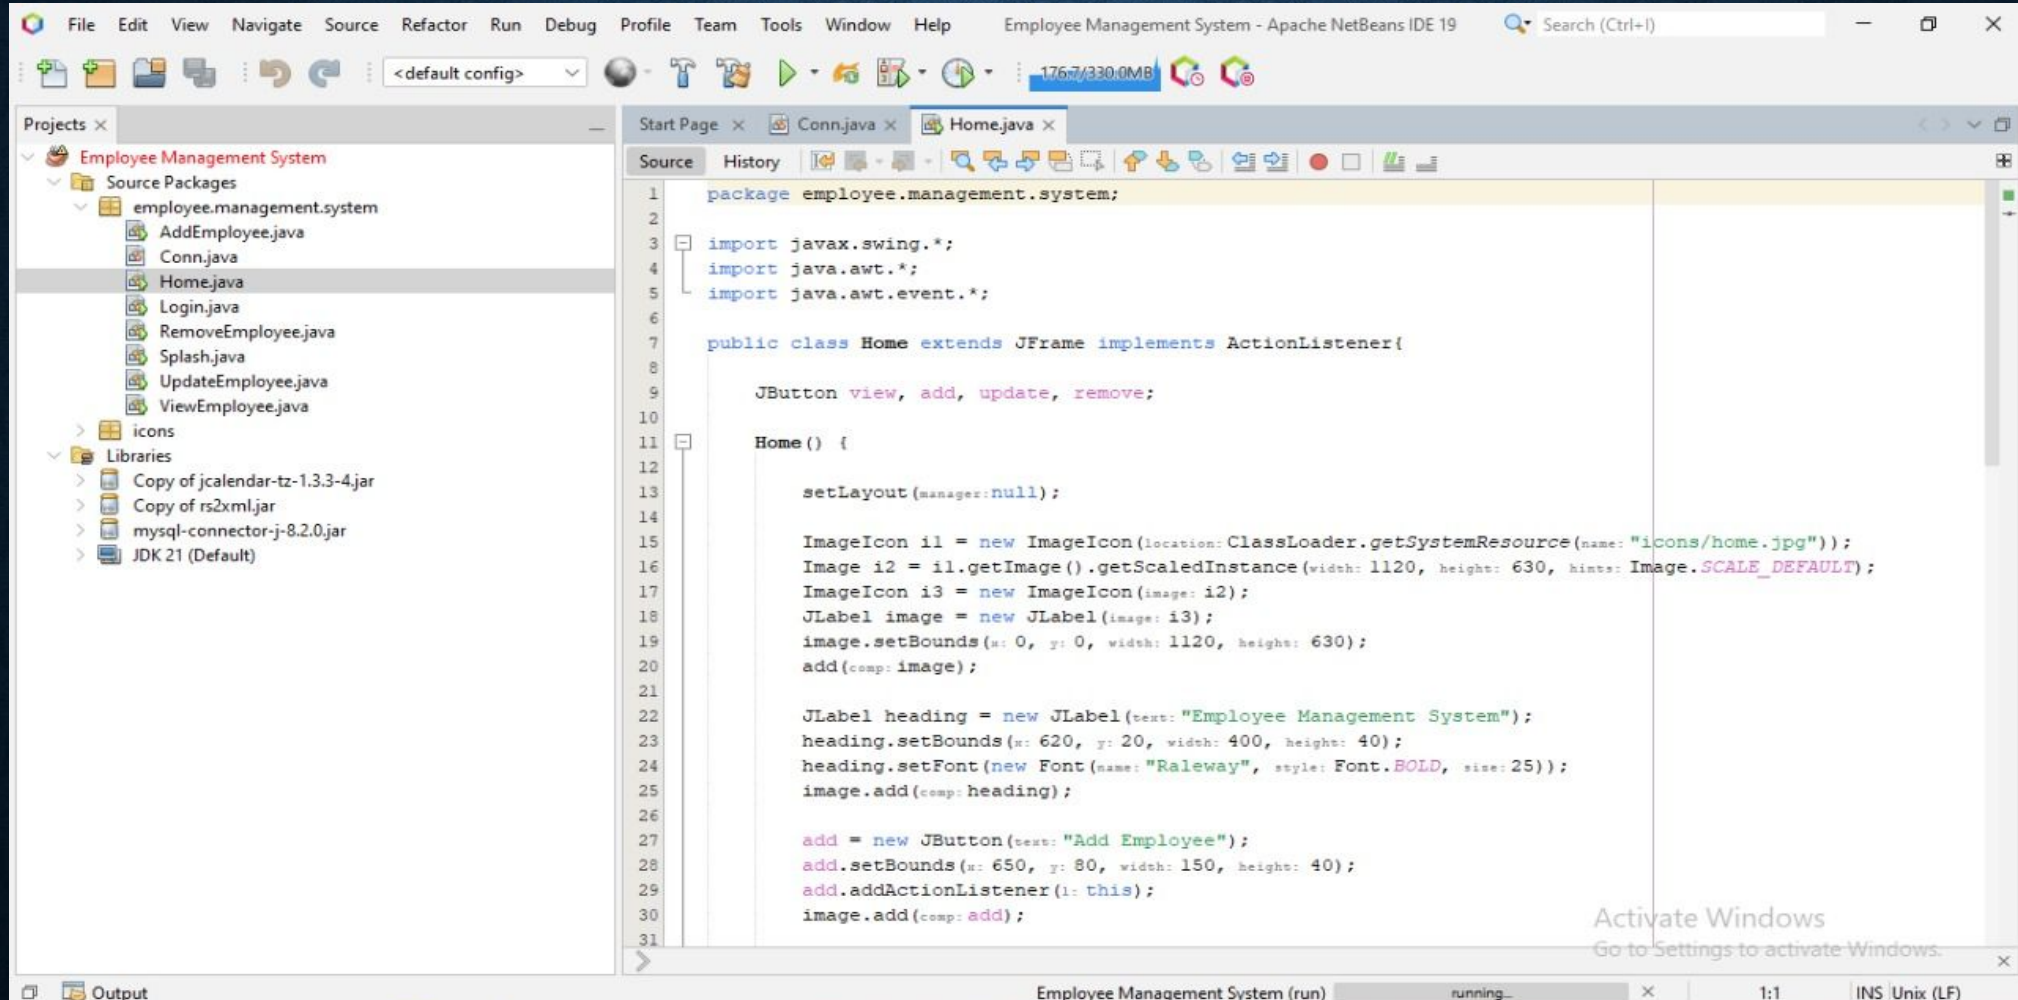 File Edit View Navigate Source Refactor Run Debug Profile Team Tools Window Help Employee Management System - Apache NetBeans IDE 19 Search (Ctrl+I)
<default config> 176.7/330.0MB
Projects
Employee Management System
Source Packages
employee.management.system
AddEmployee.java
Conn.java
Home.java
Login.java
RemoveEmployee.java
Splash.java
UpdateEmployee.java
ViewEmployee.java
icons
Libraries
Copy of jcalendar-tz-1.3.3-4.jar
Copy of rs2xml.jar
mysql-connector-j-8.2.0.jar
JDK 21 (Default)
Start Page Conn.java Home.java
Source History
1 package employee.management.system;
2
3 import javax.swing.*;
4 import java.awt.*;
5 import java.awt.event.*;
6
7 public class Home extends JFrame implements ActionListener{
8
9 JButton view, add, update, remove;
10
11 Home() {
12
13 setLayout(manager:null);
14
15 ImageIcon i1 = new ImageIcon(location: ClassLoader.getSystemResource(name: "icons/home.jpg"));
16 Image i2 = i1.getImage().getScaledInstance(width: 1120, height: 630, hints: Image.SCALE_DEFAULT);
17 ImageIcon i3 = new ImageIcon(image: i2);
18 JLabel image = new JLabel(image: i3);
19 image.setBounds(x: 0, y: 0, width: 1120, height: 630);
20 add(comp: image);
21
22 JLabel heading = new JLabel(text: "Employee Management System");
23 heading.setBounds(x: 620, y: 20, width: 400, height: 40);
24 heading.setFont(new Font(name: "Raleway", style: Font.BOLD, size: 25));
25 image.add(comp: heading);
26
27 add = new JButton(text: "Add Employee");
28 add.setBounds(x: 650, y: 80, width: 150, height: 40);
29 add.addActionListener(l: this);
30 image.add(comp: add);
31
Activate Windows
Go to Settings to activate Windows.
Output Employee Management System (run) running... 1:1 INS Unix (LF)